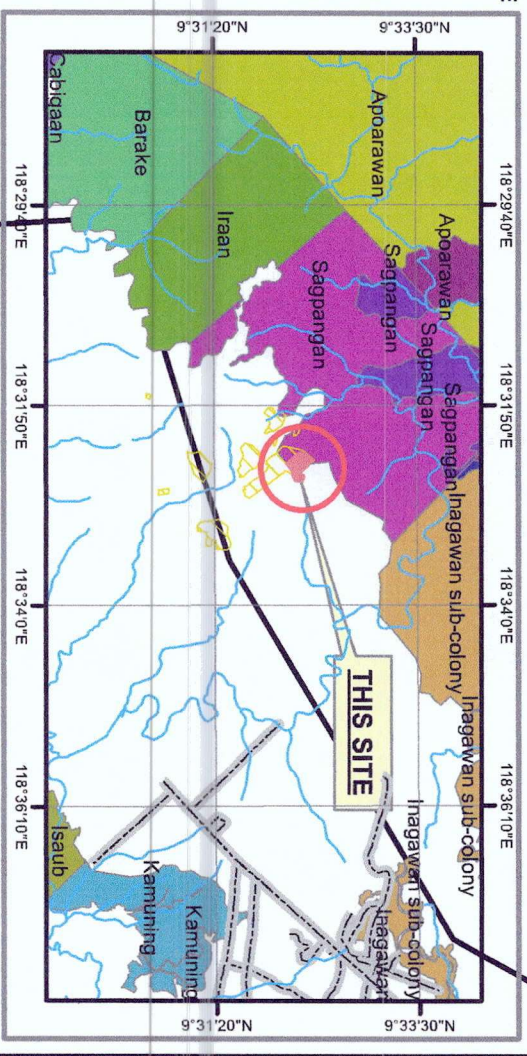 118°29'40"E
118°31'50"E
118°34'0"E
118°36'10"E
9°33'30"N
9°33'30"N
Inagawan sub-colony
Inagawan sub-colony
Sagpangan
Apoarawan
Sagpangan
Inagawan sub-colony
Sagpangan
Apoarawan
Inagawan
THIS SITE
Sagpangan
Iraan
9°31'20"N
9°31'20"N
Kamuning
Barake
Kamuning
Cabigaan
Isaub
118°29'40"E
118°31'50"E
118°34'0"E
118°36'10"E